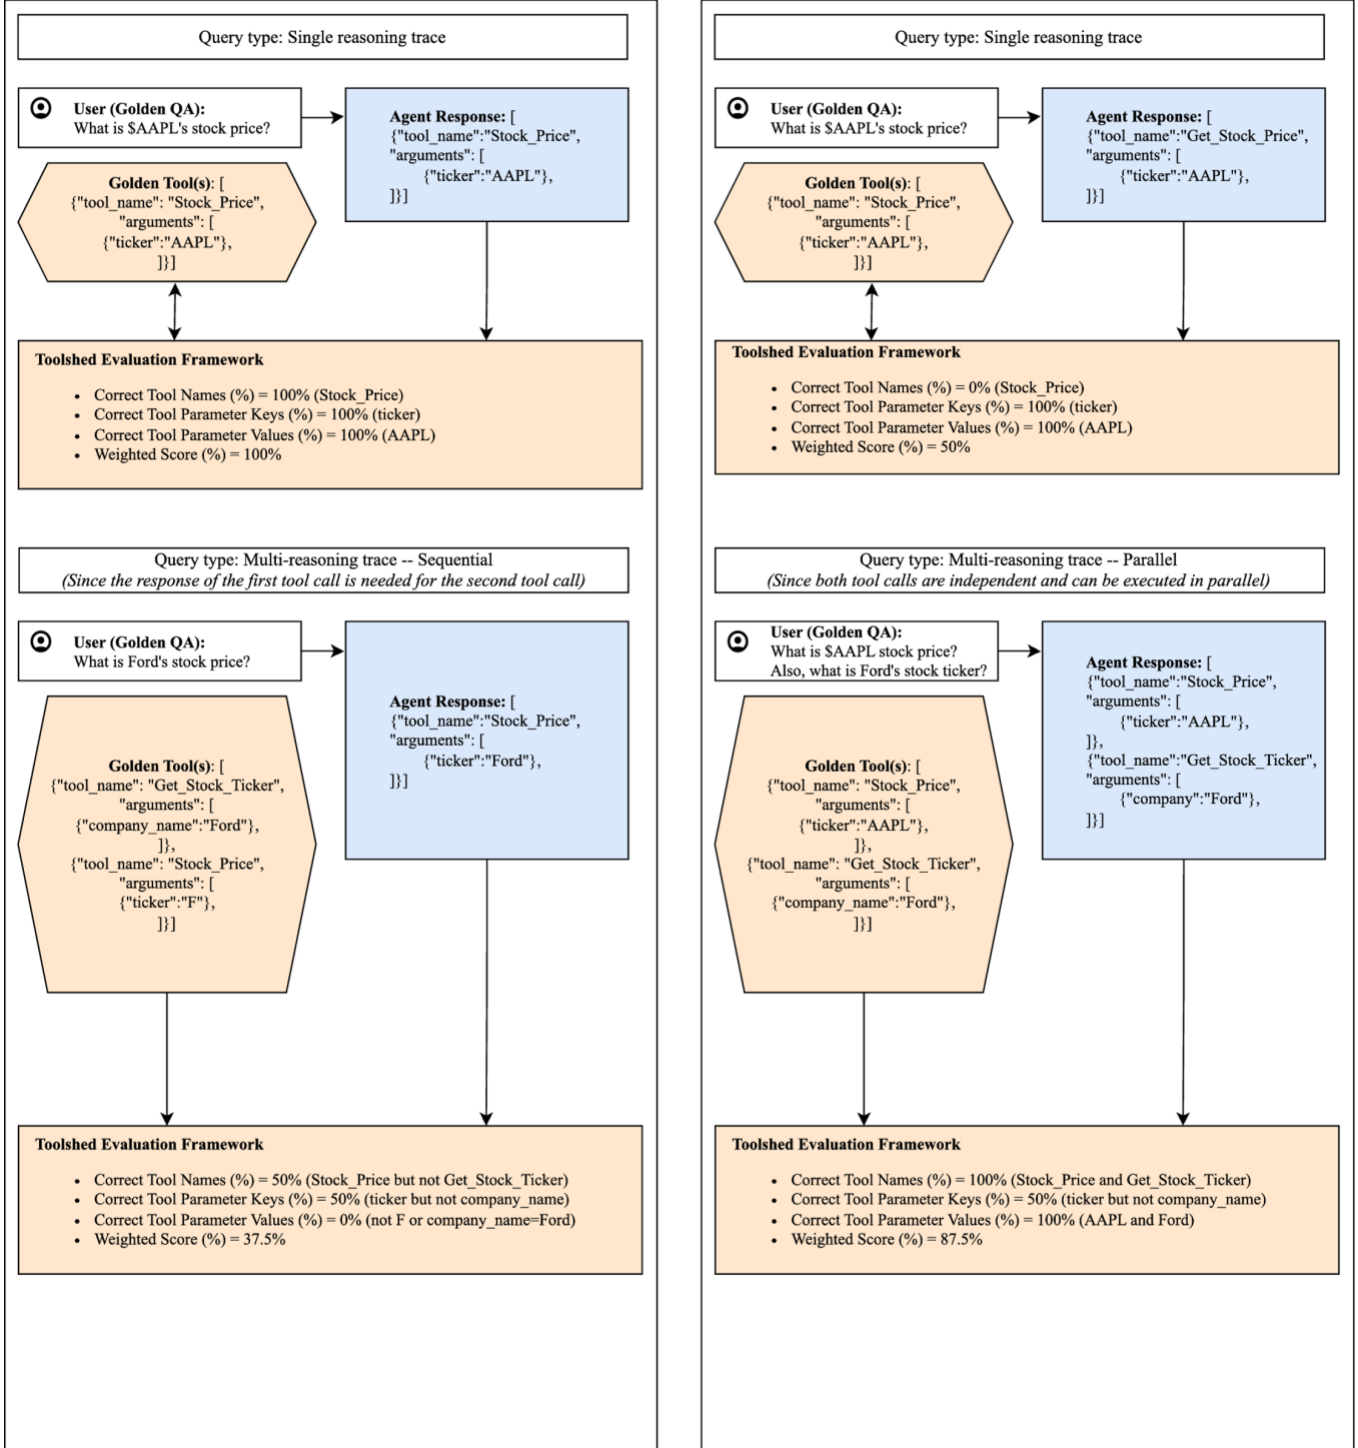 Query type: Single reasoning trace
User (Golden QA):
What is $AAPL's stock price?
Agent Response: [
{"tool_name":"Stock_Price",
"arguments": [
{"ticker":"AAPL"},
]}]
Golden Tool(s): [
{"tool_name": "Stock_Price",
"arguments": [
{"ticker":"AAPL"},
]}]
Toolshed Evaluation Framework
• Correct Tool Names (%) = 100% (Stock_Price)
• Correct Tool Parameter Keys (%) = 100% (ticker)
• Correct Tool Parameter Values (%) = 100% (AAPL)
• Weighted Score (%) = 100%
Query type: Multi-reasoning trace -- Sequential
(Since the response of the first tool call is needed for the second tool call)
User (Golden QA):
What is Ford's stock price?
Agent Response: [
{"tool_name":"Stock_Price",
"arguments": [
{"ticker":"Ford"},
]}]
Golden Tool(s): [
{"tool_name": "Get_Stock_Ticker",
"arguments": [
{"company_name":"Ford"},
]},
{"tool_name": "Stock_Price",
"arguments": [
{"ticker":"F"},
]}]
Toolshed Evaluation Framework
• Correct Tool Names (%) = 50% (Stock_Price but not Get_Stock_Ticker)
• Correct Tool Parameter Keys (%) = 50% (ticker but not company_name)
• Correct Tool Parameter Values (%) = 0% (not F or company_name=Ford)
• Weighted Score (%) = 37.5%
Query type: Single reasoning trace
User (Golden QA):
What is $AAPL's stock price?
Agent Response: [
{"tool_name":"Get_Stock_Price",
"arguments": [
{"ticker":"AAPL"},
]}]
Golden Tool(s): [
{"tool_name": "Stock_Price",
"arguments": [
{"ticker":"AAPL"},
]}]
Toolshed Evaluation Framework
• Correct Tool Names (%) = 0% (Stock_Price)
• Correct Tool Parameter Keys (%) = 100% (ticker)
• Correct Tool Parameter Values (%) = 100% (AAPL)
• Weighted Score (%) = 50%
Query type: Multi-reasoning trace -- Parallel
(Since both tool calls are independent and can be executed in parallel)
User (Golden QA):
What is $AAPL stock price?
Also, what is Ford's stock ticker?
Agent Response: [
{"tool_name":"Stock_Price",
"arguments": [
{"ticker":"AAPL"},
]},
{"tool_name":"Get_Stock_Ticker",
"arguments": [
{"company":"Ford"},
]}]
Golden Tool(s): [
{"tool_name": "Stock_Price",
"arguments": [
{"ticker":"AAPL"},
]},
{"tool_name": "Get_Stock_Ticker",
"arguments": [
{"company_name":"Ford"},
]}]
Toolshed Evaluation Framework
• Correct Tool Names (%) = 100% (Stock_Price and Get_Stock_Ticker)
• Correct Tool Parameter Keys (%) = 50% (ticker but not company_name)
• Correct Tool Parameter Values (%) = 100% (AAPL and Ford)
• Weighted Score (%) = 87.5%